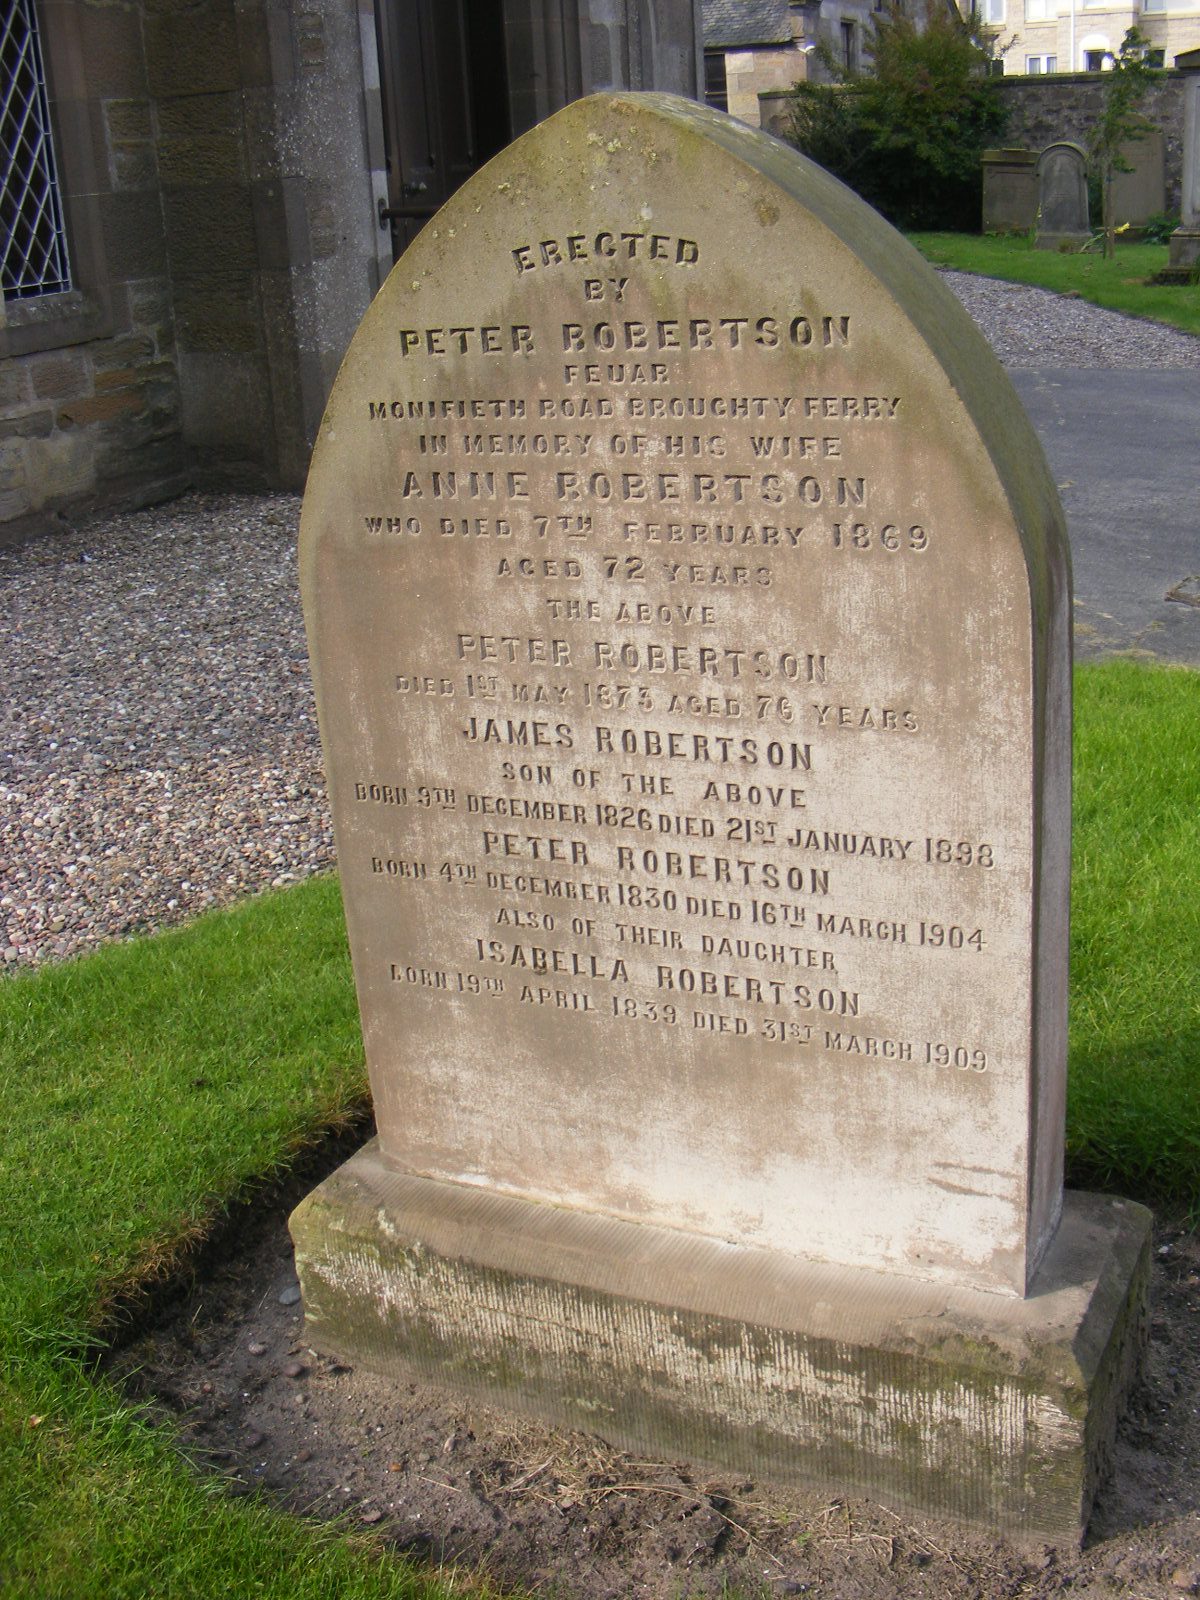 ERECTED
BY
PETER ROBERTSON
FEUAR
MONIFIETH ROAD BROUGHTY FERRY
IN MEMORY OF HIS WIFE
ANNE ROBERTSON
WHO DIED 7TH FEBRUARY 1869
AGED 72 YEARS
THE ABOVE
PETER ROBERTSON
DIED 1ST MAY 1873 AGED 76 YEARS
JAMES ROBERTSON
SON OF THE ABOVE
BORN 9TH DECEMBER 1826 DIED 21ST JANUARY 1898
PETER ROBERTSON
BORN 4TH DECEMBER 1830 DIED 16TH MARCH 1904
ALSO OF THEIR DAUGHTER
ISABELLA ROBERTSON
BORN 19TH APRIL 1839 DIED 31ST MARCH 1909